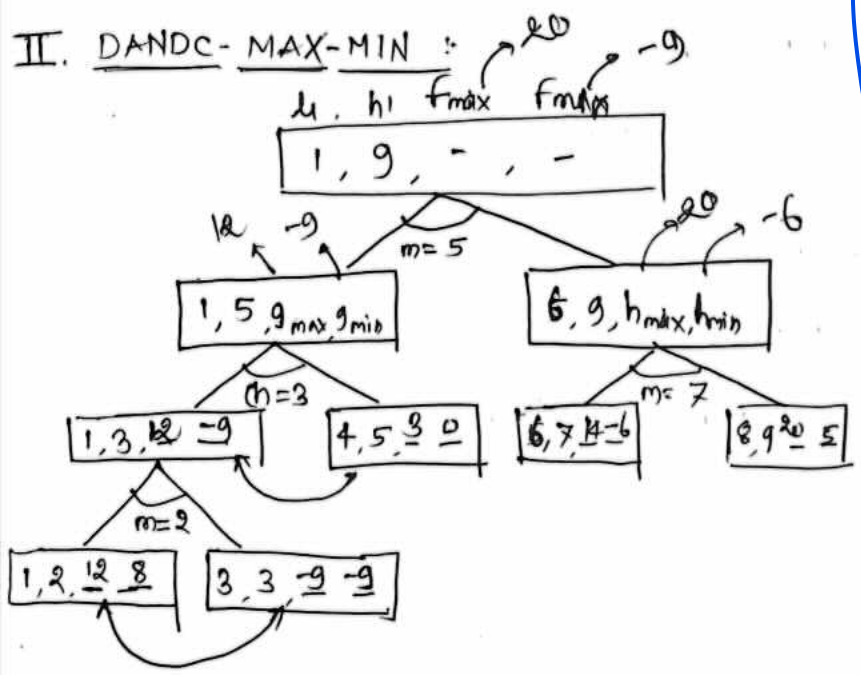 II. DANDC - MAX-MIN :
20
-9
hi fmax
1, 9, -, -
12 -9
m=5
20
-6
1, 5, gmax, gmin
6, 9, hmax, hmin
m=3
m=7
1, 3, 12 -9
4, 5, 3 0
6, 7, 14 -6
8, 9 20 5
m=2
1, 2, 12 8
3, 3, -9 -9